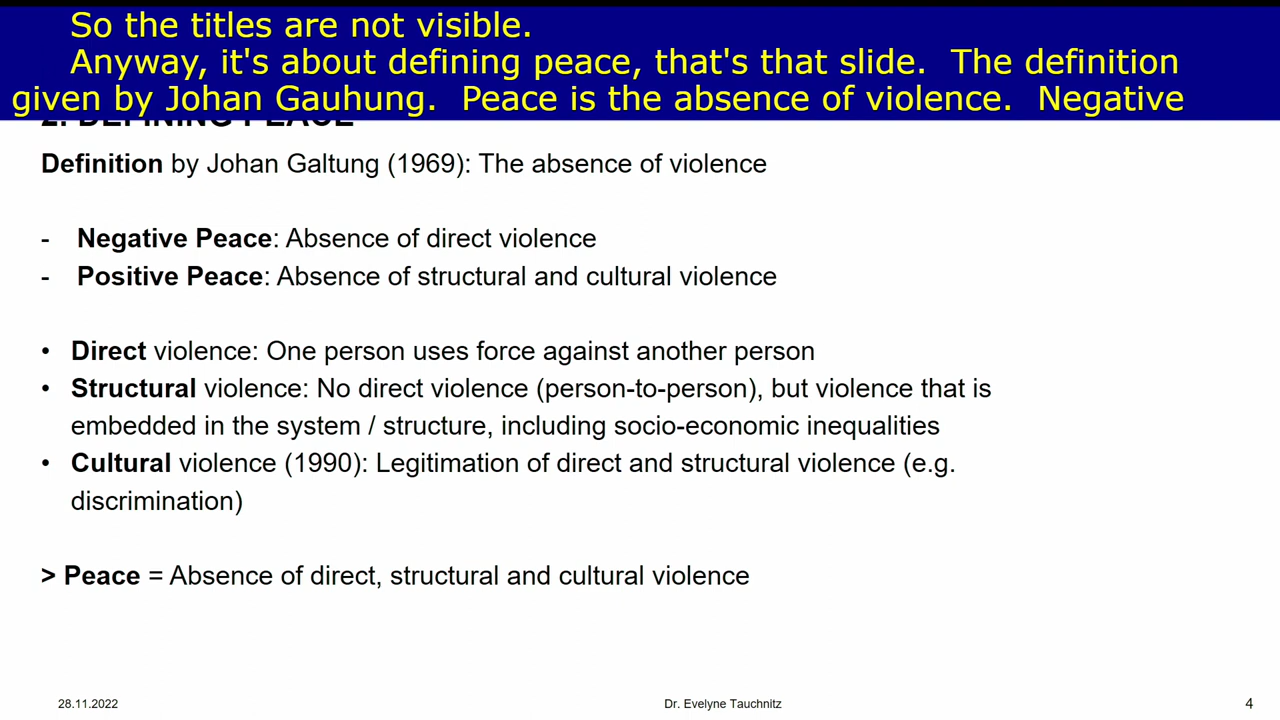 So the titles are not visible.
Anyway, it's about defining peace, that's that slide.  The definition
given by Johan Gauhung.  Peace is the absence of violence.  Negative
2. DEFINING PEACE
Definition by Johan Galtung (1969): The absence of violence
- Negative Peace: Absence of direct violence
- Positive Peace: Absence of structural and cultural violence
• Direct violence: One person uses force against another person
• Structural violence: No direct violence (person-to-person), but violence that is
embedded in the system / structure, including socio-economic inequalities
• Cultural violence (1990): Legitimation of direct and structural violence (e.g.
discrimination)
> Peace = Absence of direct, structural and cultural violence
28.11.2022
Dr. Evelyne Tauchnitz
4